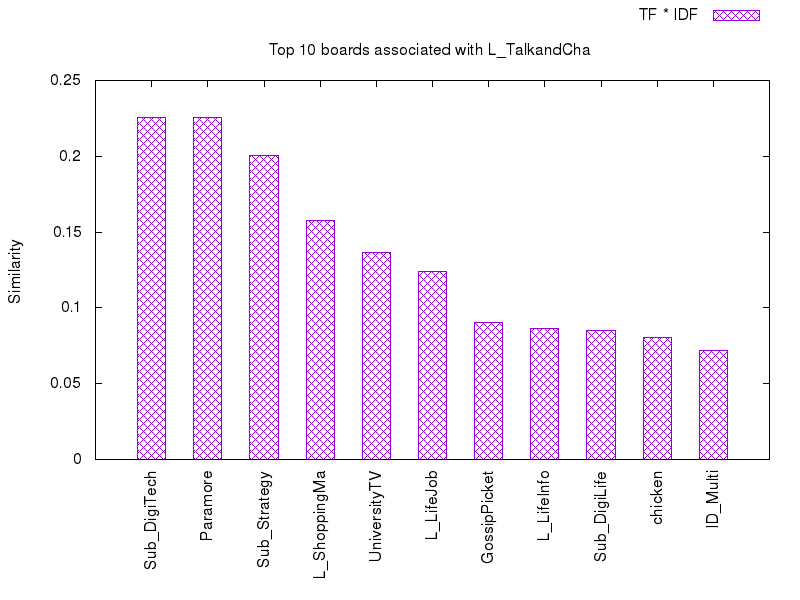 TF * IDF
Top 10 boards associated with L_TalkandCha
Similarity
0.25
0.2
0.15
0.1
0.05
0
Sub_DigiTech
Paramore
Sub_Strategy
L_ShoppingMa
UniversityTV
L_LifeJob
GossipPicket
L_LifeInfo
Sub_DigiLife
chicken
ID_Multi